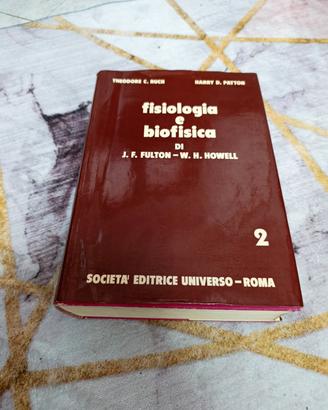 THEODORE C. RUCH HARRY D. PATTON
fisiologia
e
biofisica
DI
J. F. FULTON – W. H. HOWELL
2
SOCIETA' EDITRICE UNIVERSO – ROMA